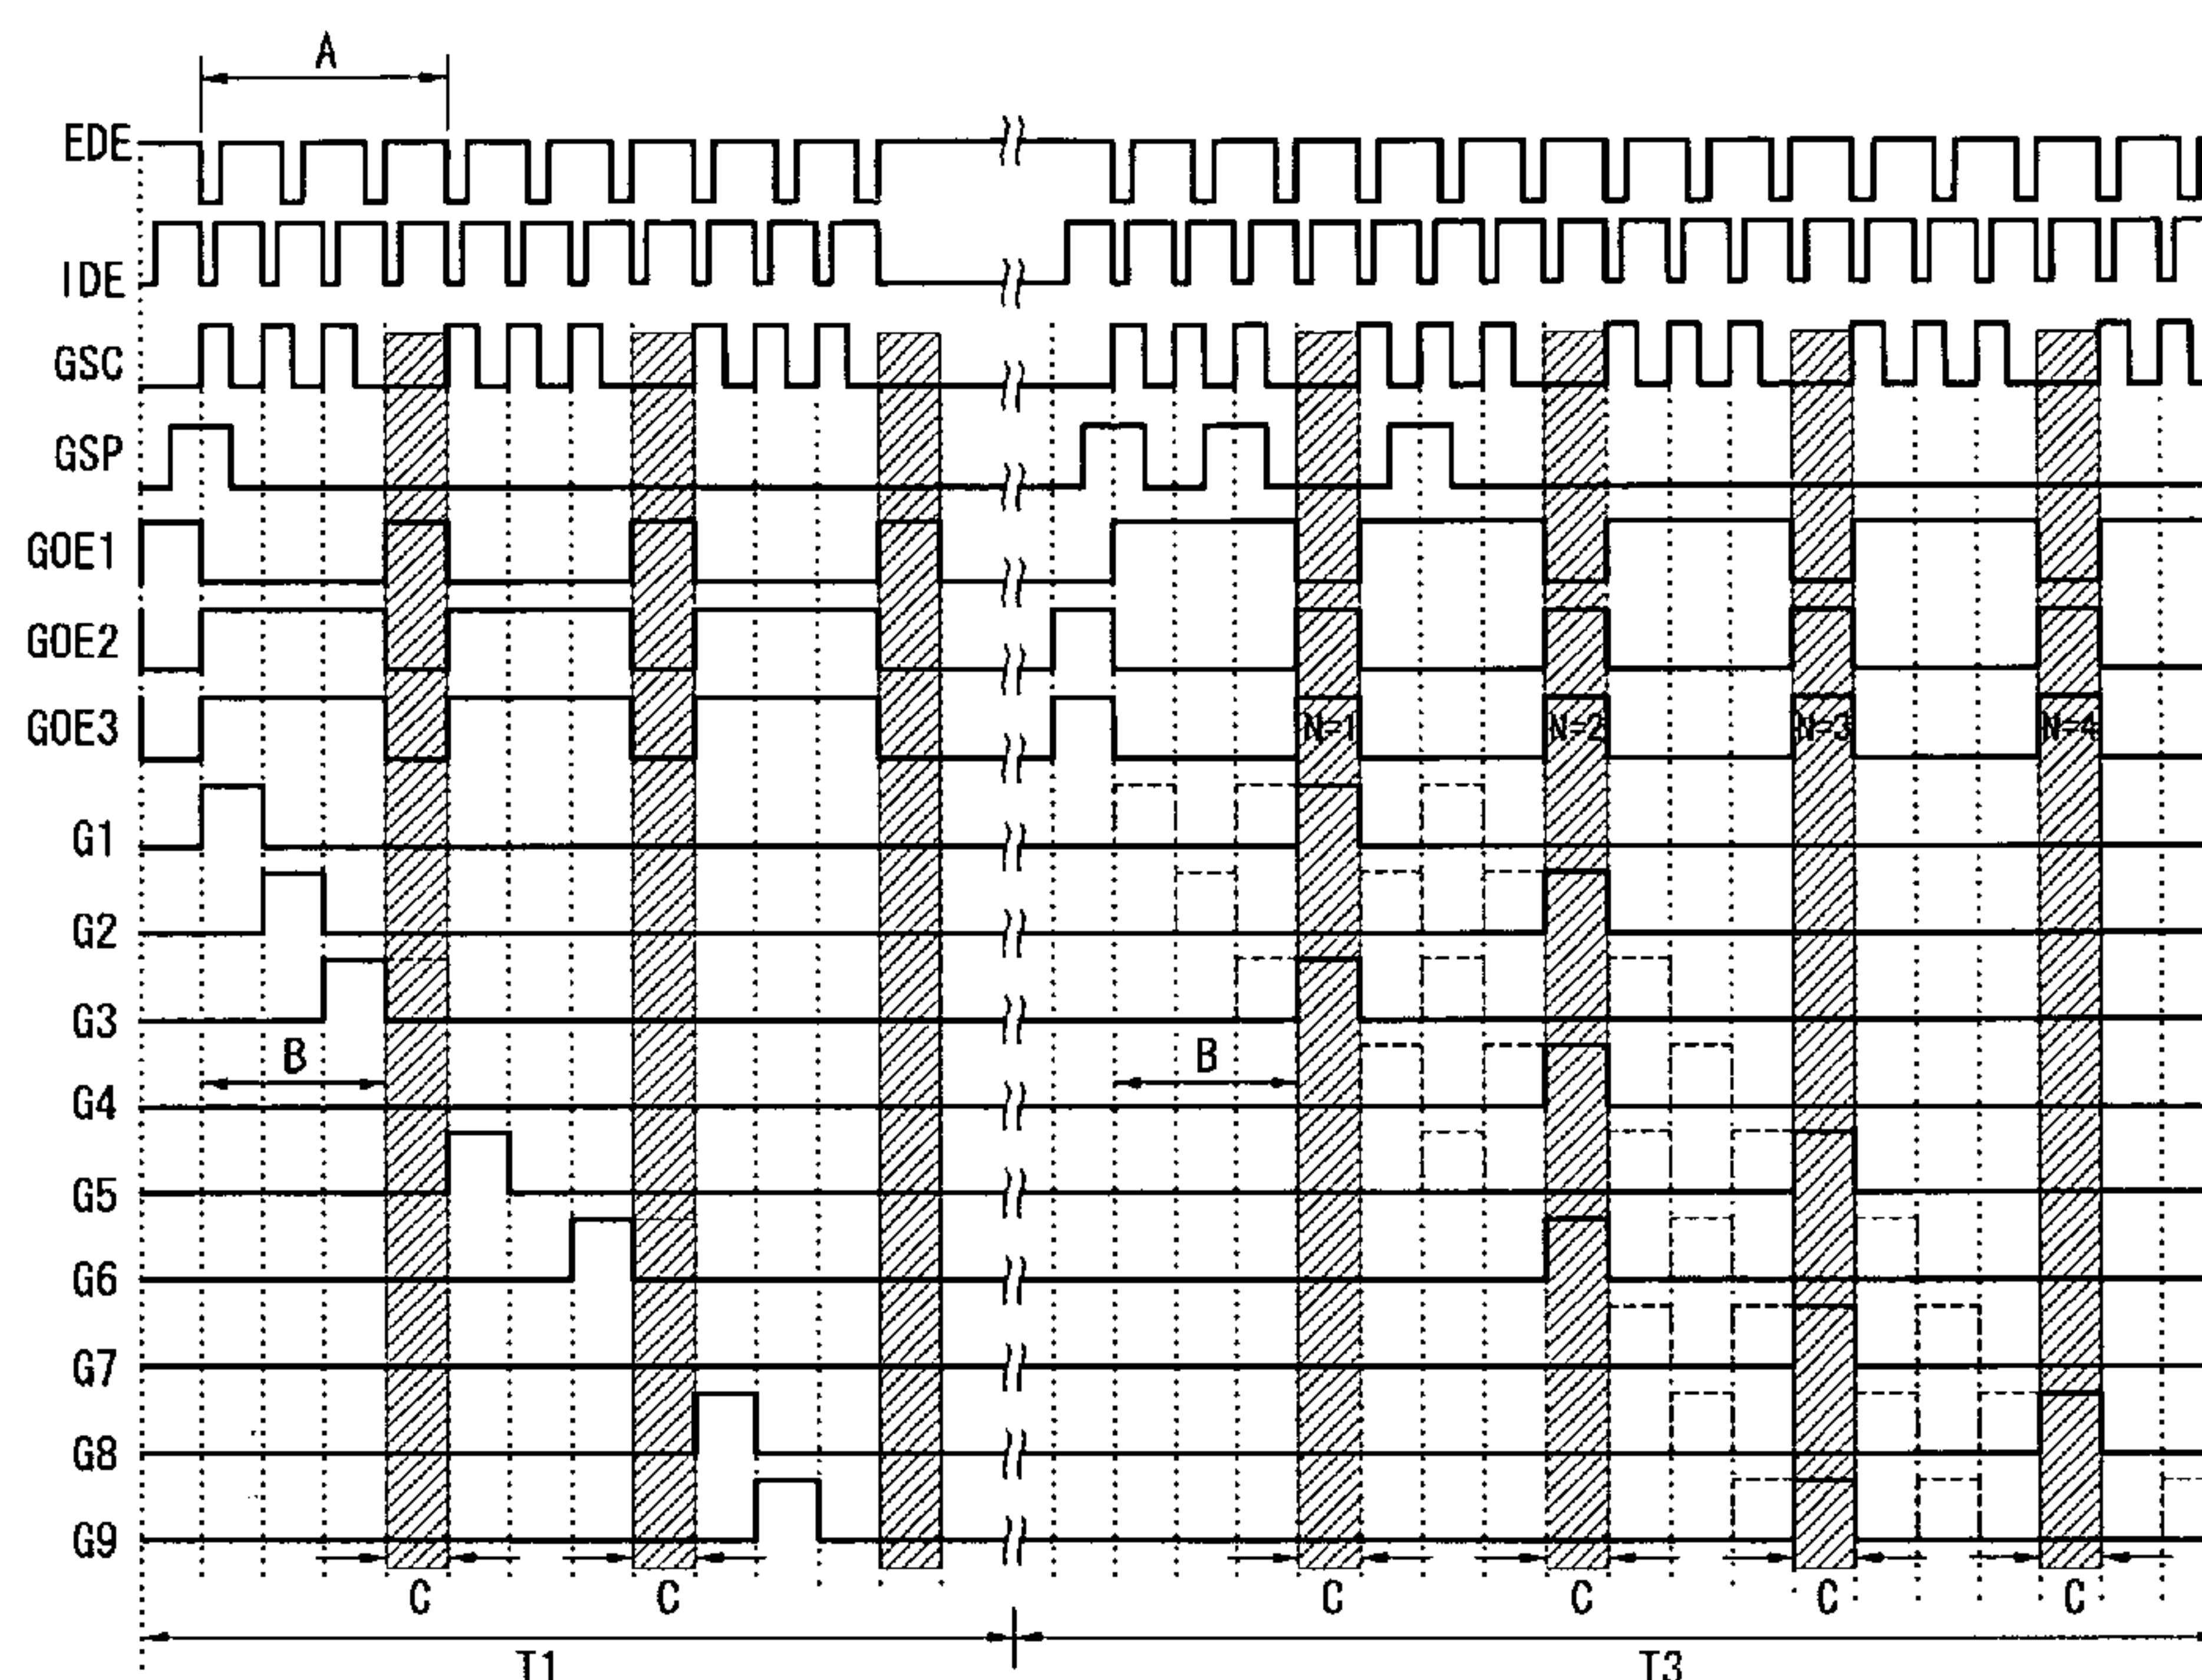 A
EDE
IDE
GSC
GSP
GOE1
GOE2
GOE3
N=1 N=2 N=3 N=4
G1
G2
G3
B B
G4
G5
G6
G7
G8
G9
C C C C C C
T1 T3